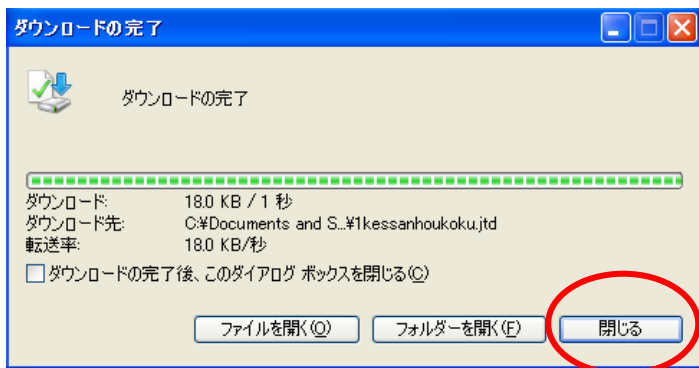 ダウンロードの完了
ダウンロードの完了
ダウンロード: 18.0 KB / 1 秒
ダウンロード先: C:¥Documents and S...¥1kessanhoukoku.jtd
転送率: 18.0 KB/秒
ダウンロードの完了後、このダイアログ ボックスを閉じる(C)
ファイルを開く(O) フォルダーを開く(F) 閉じる